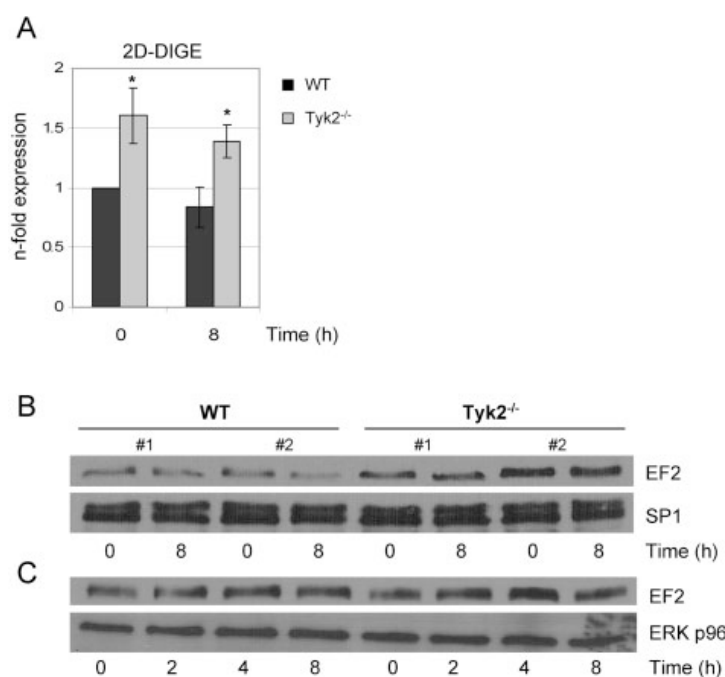 A
2D-DIGE
2
1.5
1
0.5
0
n-fold expression
* *
WT
Tyk2⁻/⁻
0 8 Time (h)
B
WT Tyk2⁻/⁻
#1 #2 #1 #2
EF2
SP1
0 8 0 8 0 8 0 8 Time (h)
C
EF2
ERK p96
0 2 4 8 0 2 4 8 Time (h)